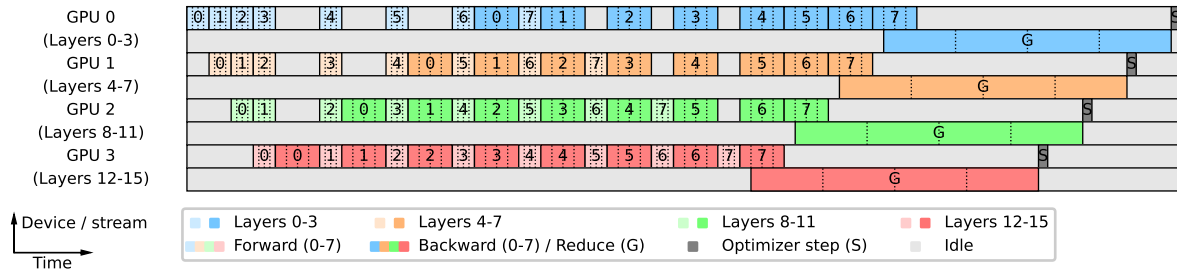 GPU 0 0 1 2 3 4 5 6 0 7 1 2 3 4 5 6 7 S
(Layers 0-3) G
GPU 1 0 1 2 3 4 0 5 1 6 2 7 3 4 5 6 7 S
(Layers 4-7) G
GPU 2 0 1 2 0 3 1 4 2 5 3 6 4 7 5 6 7 S
(Layers 8-11) G
GPU 3 0 0 1 1 2 2 3 3 4 4 5 5 6 6 7 7 S
(Layers 12-15) G
Device / stream
Time
Layers 0-3 Layers 4-7 Layers 8-11 Layers 12-15
Forward (0-7) Backward (0-7) / Reduce (G) Optimizer step (S) Idle